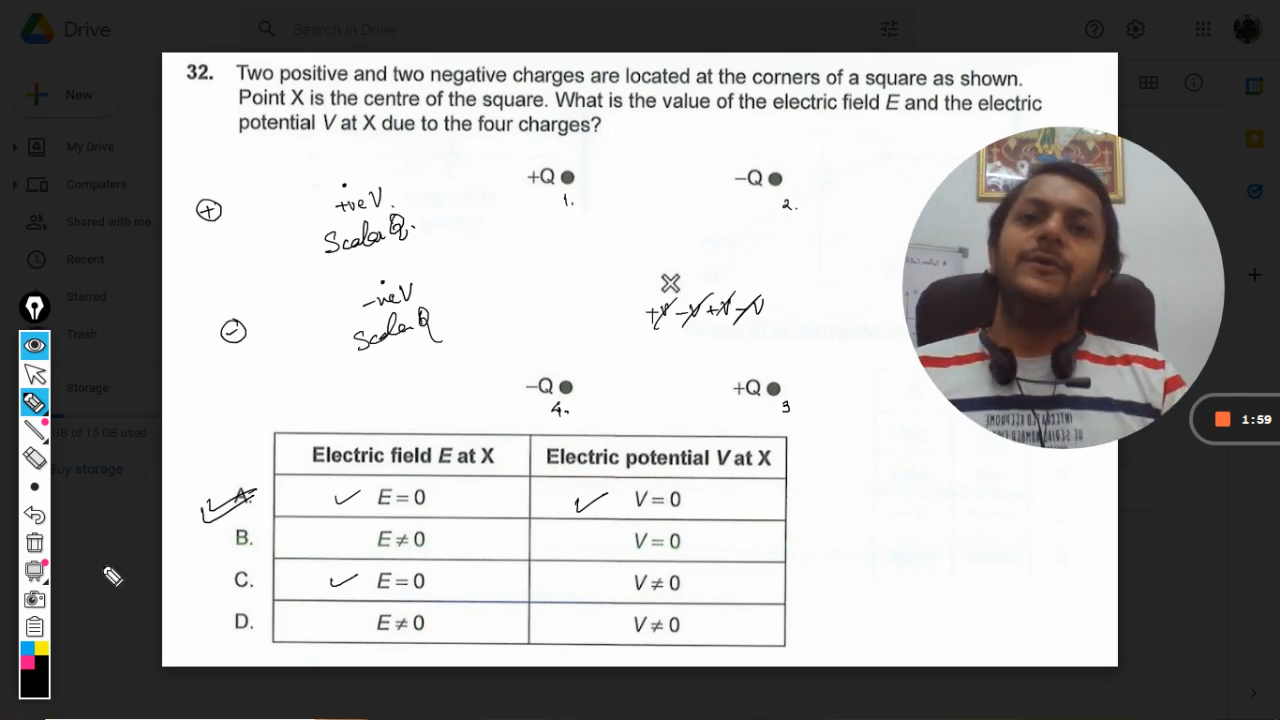 Drive
Search in Drive
New
My Drive
Computers
Shared with me
Recent
Starred
Trash
Storage
GB of 15 GB used
uy storage
32. Two positive and two negative charges are located at the corners of a square as shown.
Point X is the centre of the square. What is the value of the electric field E and the electric
potential V at X due to the four charges?
+Q
1.
−Q
2.
+
+ve V.
Scalar Q.
−
−ve V
Scalar Q
X
+V −V +V −V
−Q
4.
+Q
3
Electric field E at X Electric potential V at X
A. E = 0 V = 0
B. E ≠ 0 V = 0
C. E = 0 V ≠ 0
D. E ≠ 0 V ≠ 0
1:59